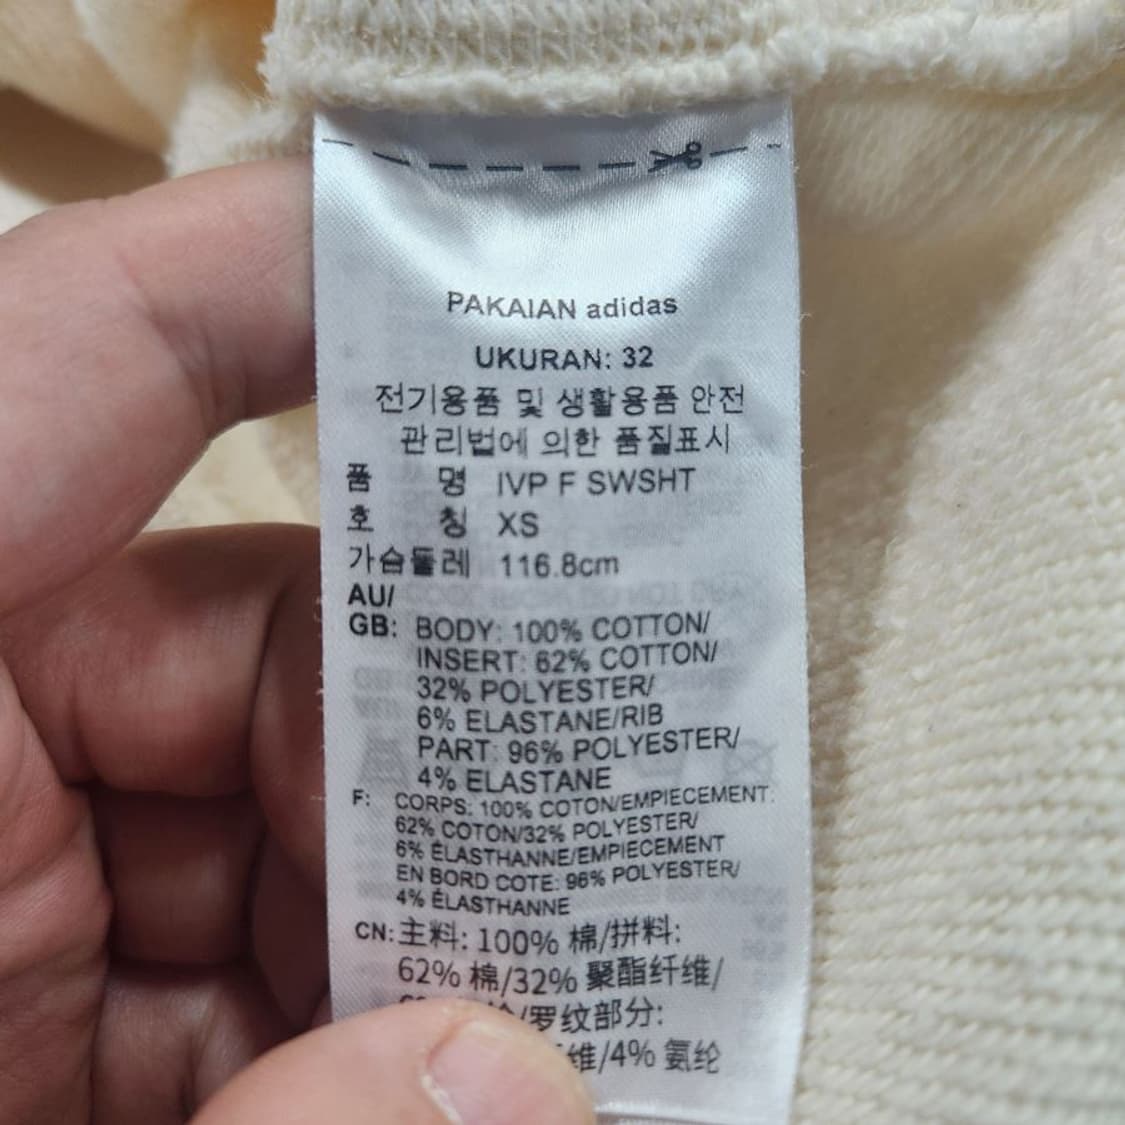 PAKAIAN adidas
UKURAN: 32
전기용품 및 생활용품 안전
관리법에 의한 품질표시
품 명 IVP F SWSHT
호 칭 XS
가슴둘레 116.8cm
AU/
GB: BODY: 100% COTTON/
INSERT: 62% COTTON/
32% POLYESTER/
6% ELASTANE/RIB
PART: 96% POLYESTER/
4% ELASTANE
F: CORPS: 100% COTON/EMPIECEMENT:
62% COTON/32% POLYESTER/
6% ÉLASTHANNE/EMPIECEMENT
EN BORD COTE: 96% POLYESTER/
4% ÉLASTHANNE
CN: 主料: 100% 棉/拼料:
62% 棉/32% 聚酯纤维/
/罗纹部分:
维/4% 氨纶